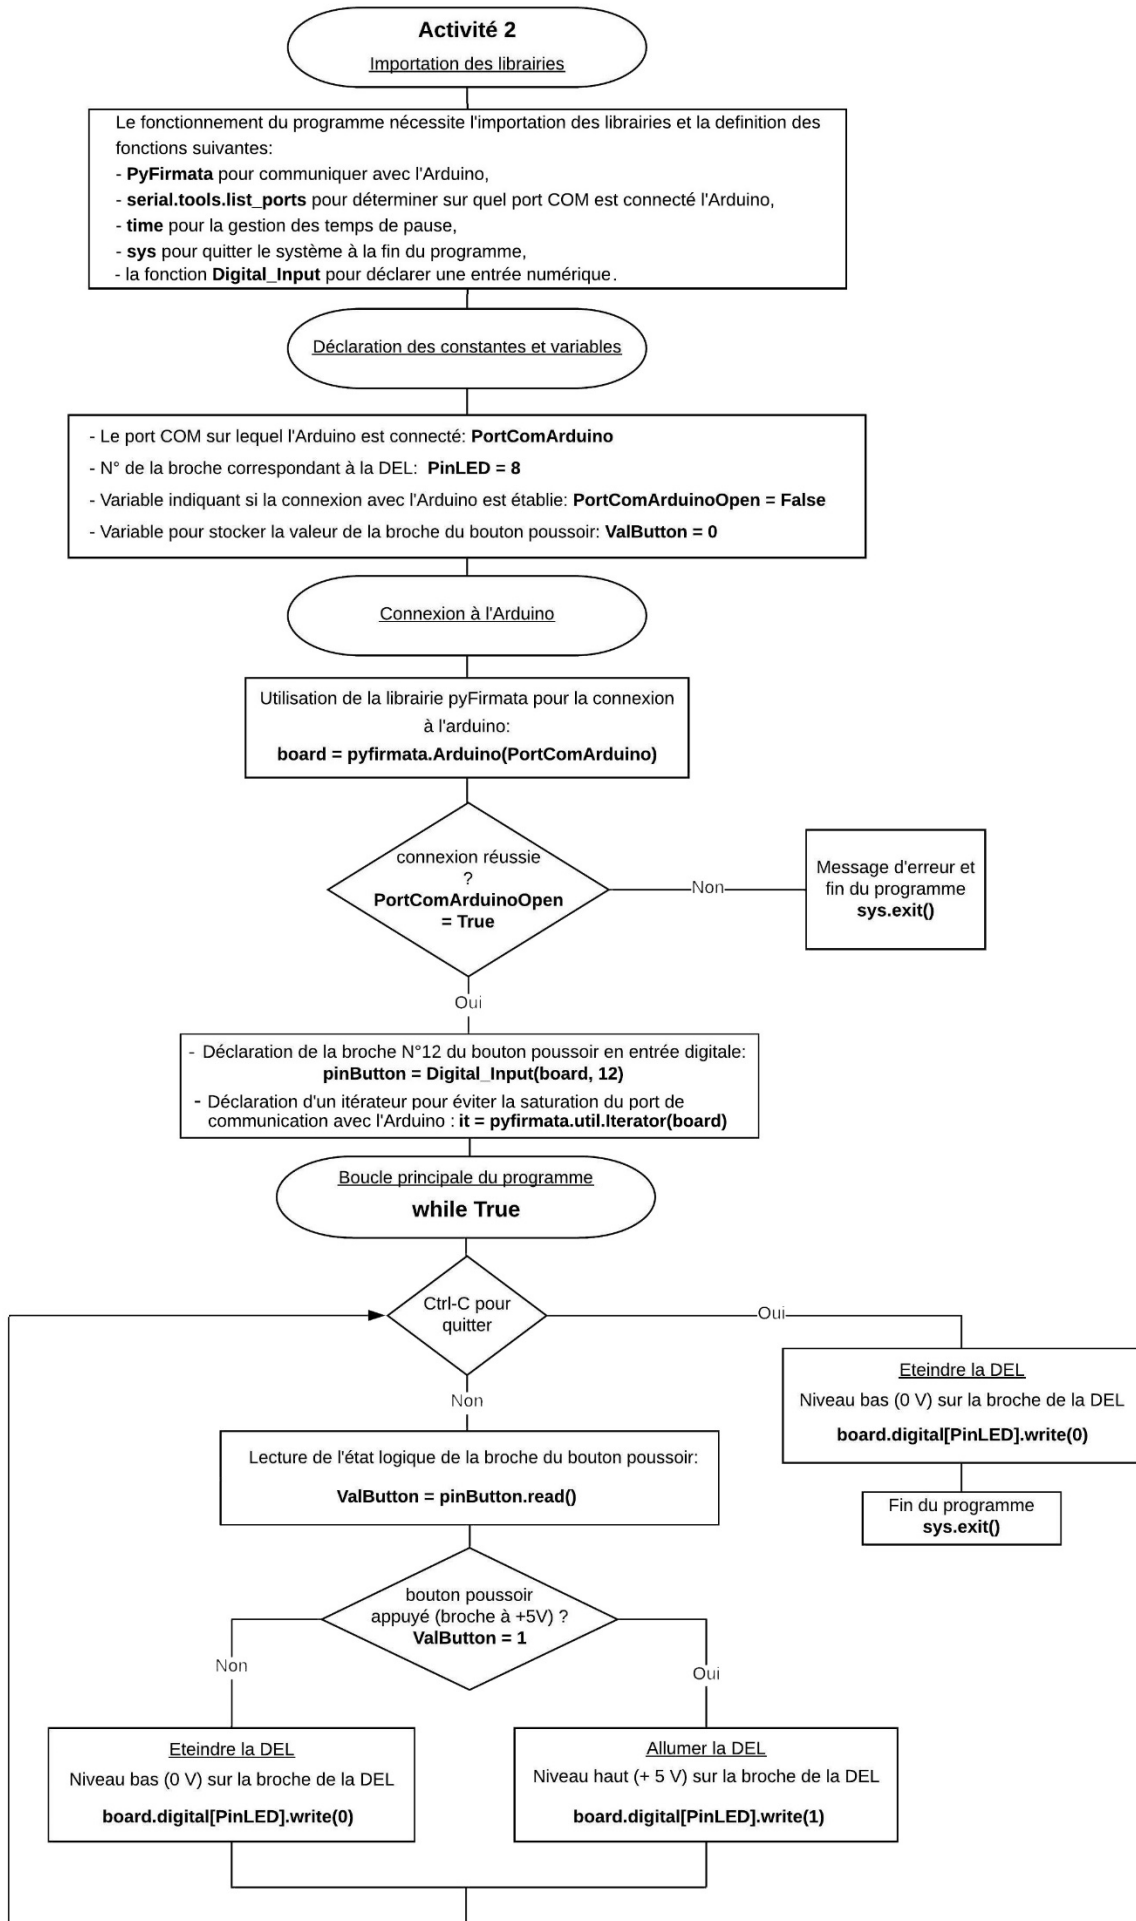 Activité 2
Importation des librairies
Le fonctionnement du programme nécessite l'importation des librairies et la definition des
fonctions suivantes:
- PyFirmata pour communiquer avec l'Arduino,
- serial.tools.list_ports pour déterminer sur quel port COM est connecté l'Arduino,
- time pour la gestion des temps de pause,
- sys pour quitter le système à la fin du programme,
- la fonction Digital_Input pour déclarer une entrée numérique.
Déclaration des constantes et variables
- Le port COM sur lequel l'Arduino est connecté: PortComArduino
- N° de la broche correspondant à la DEL: PinLED = 8
- Variable indiquant si la connexion avec l'Arduino est établie: PortComArduinoOpen = False
- Variable pour stocker la valeur de la broche du bouton poussoir: ValButton = 0
Connexion à l'Arduino
Utilisation de la librairie pyFirmata pour la connexion
à l'arduino:
board = pyfirmata.Arduino(PortComArduino)
connexion réussie
?
PortComArduinoOpen
= True
Non
Message d'erreur et
fin du programme
sys.exit()
Oui
- Déclaration de la broche N°12 du bouton poussoir en entrée digitale:
pinButton = Digital_Input(board, 12)
- Déclaration d'un itérateur pour éviter la saturation du port de
communication avec l'Arduino : it = pyfirmata.util.Iterator(board)
Boucle principale du programme
while True
Ctrl-C pour
quitter
Oui
Eteindre la DEL
Niveau bas (0 V) sur la broche de la DEL
board.digital[PinLED].write(0)
Fin du programme
sys.exit()
Non
Lecture de l'état logique de la broche du bouton poussoir:
ValButton = pinButton.read()
bouton poussoir
appuyé (broche à +5V) ?
ValButton = 1
Non
Oui
Eteindre la DEL
Niveau bas (0 V) sur la broche de la DEL
board.digital[PinLED].write(0)
Allumer la DEL
Niveau haut (+ 5 V) sur la broche de la DEL
board.digital[PinLED].write(1)